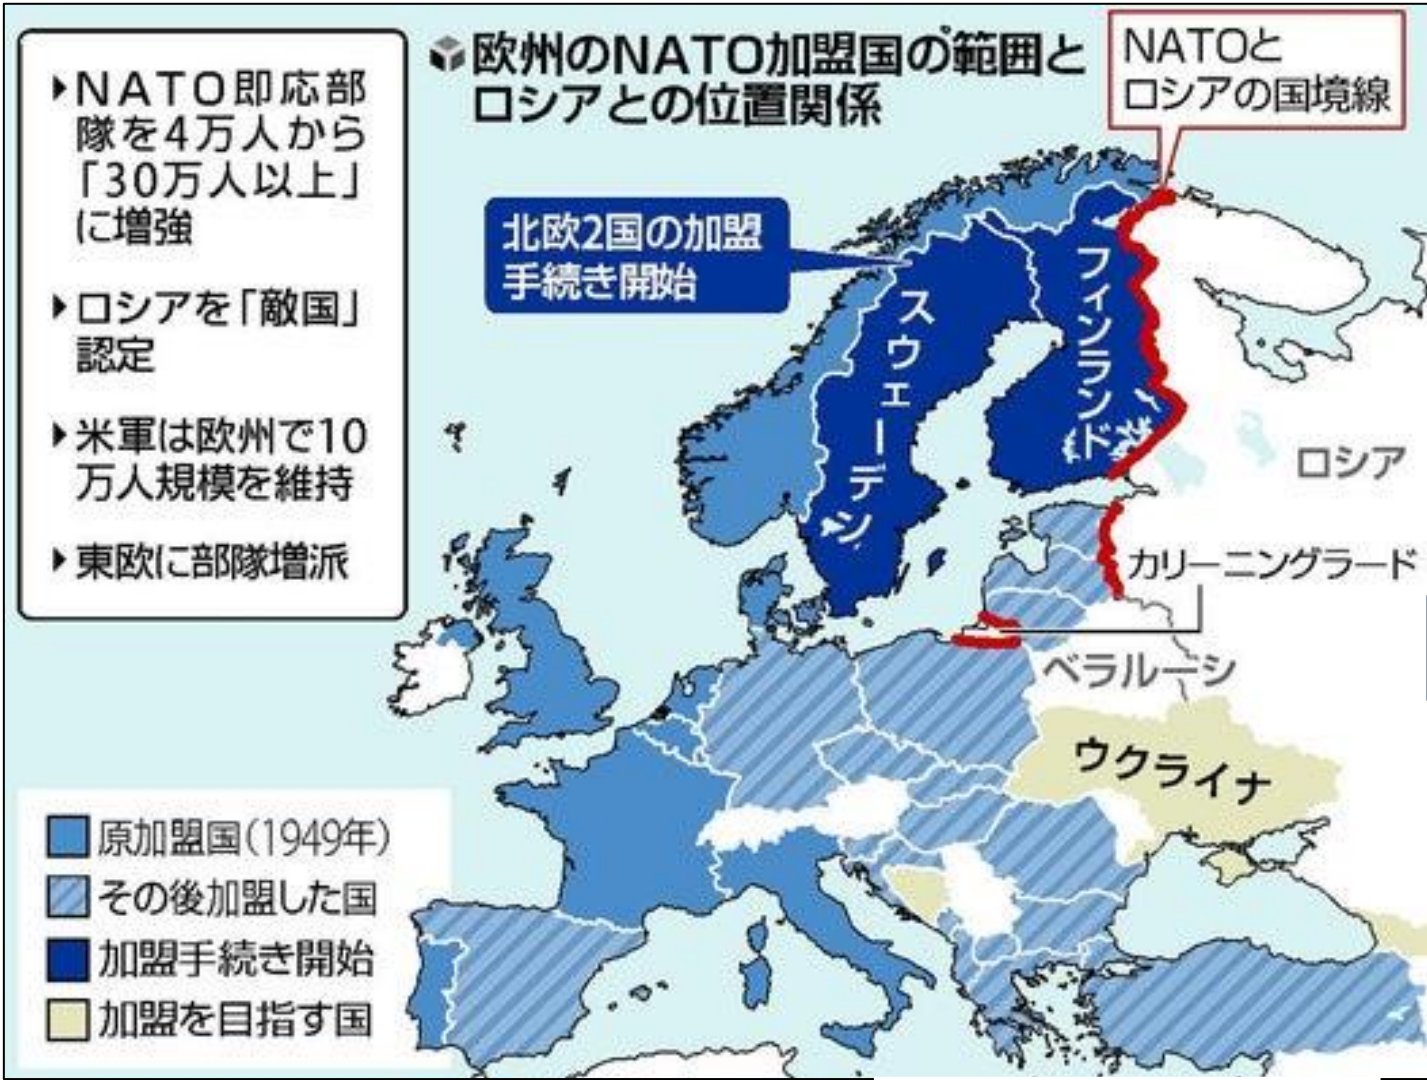 欧州のNATO加盟国の範囲と
ロシアとの位置関係
NATOと
ロシアの国境線
▶NATO即応部
隊を4万人から
「30万人以上」
に増強
▶ロシアを「敵国」
認定
▶米軍は欧州で10
万人規模を維持
▶東欧に部隊増派
北欧2国の加盟
手続き開始
スウェーデン
フィンランド
ロシア
カリーニングラード
ベラルーシ
ウクライナ
原加盟国(1949年)
その後加盟した国
加盟手続き開始
加盟を目指す国